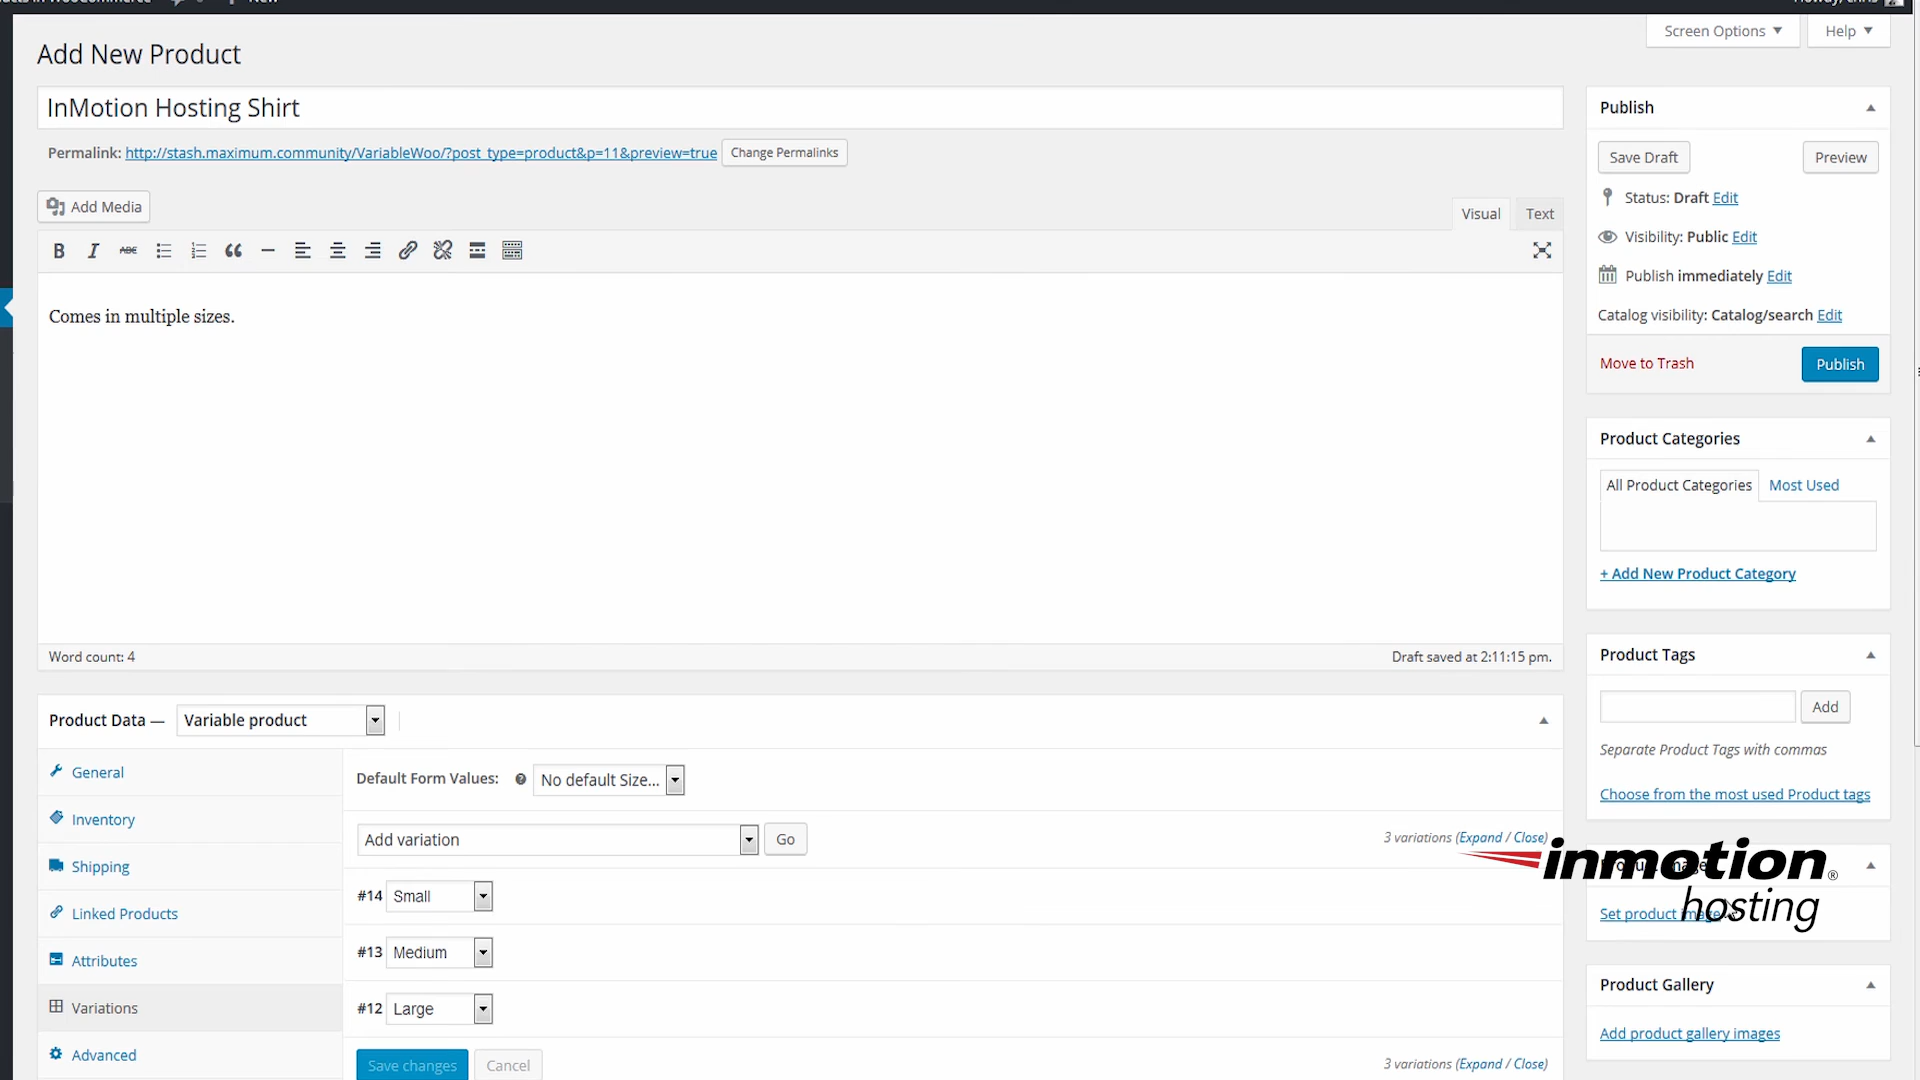 Add New Product
Screen Options
Help
InMotion Hosting Shirt
Permalink: http://stash.maximum.community/VariableWoo/?post_type=product&p=11&preview=true Change Permalinks
Add Media
Visual Text
B I ABC
Comes in multiple sizes.
Word count: 4
Draft saved at 2:11:15 pm.
Product Data — Variable product
General
Inventory
Shipping
Linked Products
Attributes
Variations
Advanced
Default Form Values: No default Size...
Add variation Go
3 variations (Expand / Close)
#14 Small
#13 Medium
#12 Large
Save changes Cancel
3 variations (Expand / Close)
Publish
Save Draft Preview
Status: Draft Edit
Visibility: Public Edit
Publish immediately Edit
Catalog visibility: Catalog/search Edit
Move to Trash Publish
Product Categories
All Product Categories Most Used
+ Add New Product Category
Product Tags
Add
Separate Product Tags with commas
Choose from the most used Product tags
inmotion®
hosting
Set product image
Product Gallery
Add product gallery images